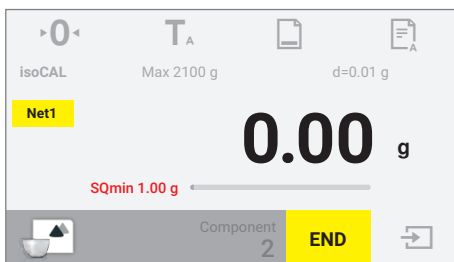 0
T A
A
isoCAL Max 2100 g d=0.01 g
Net1
0.00 g
SQmin 1.00 g
Component
2
END